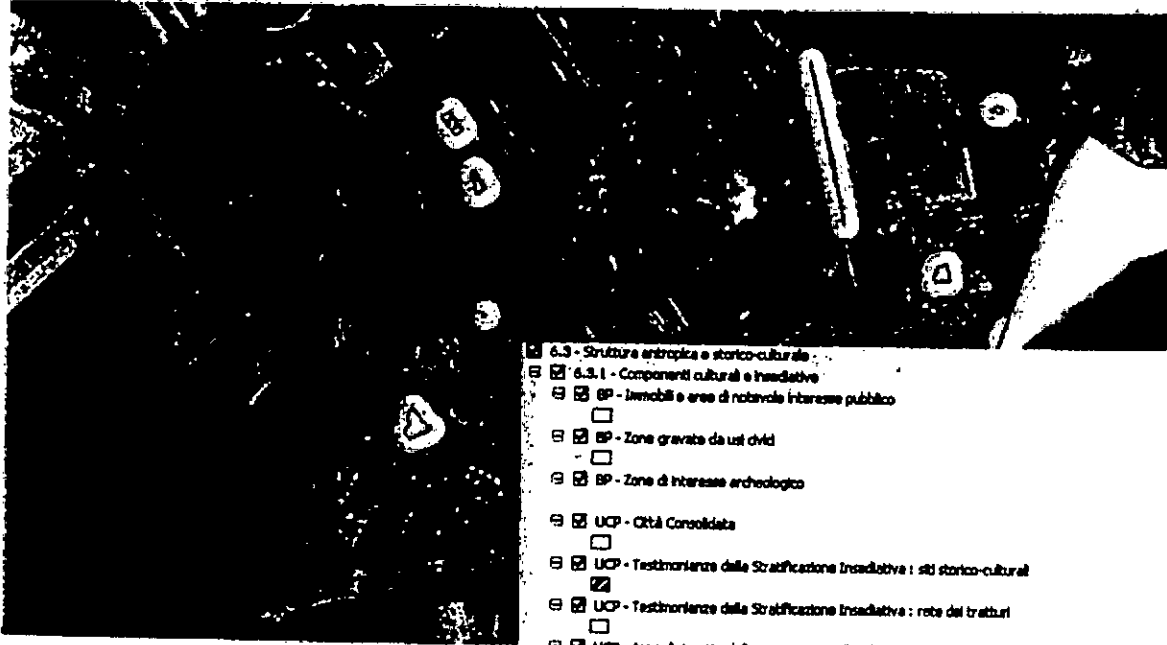 6.3 - Struttura antropica e storico-culturale
6.3.1 - Componenti culturali e insediative
BP - Immobili e aree di notevole interesse pubblico
BP - Zone gravate da usi civici
BP - Zone di interesse archeologico
UCP - Città Consolidata
UCP - Testimonianze della Stratificazione Insediativa : siti storico-culturali
UCP - Testimonianze della Stratificazione Insediativa : rete dei tratturi